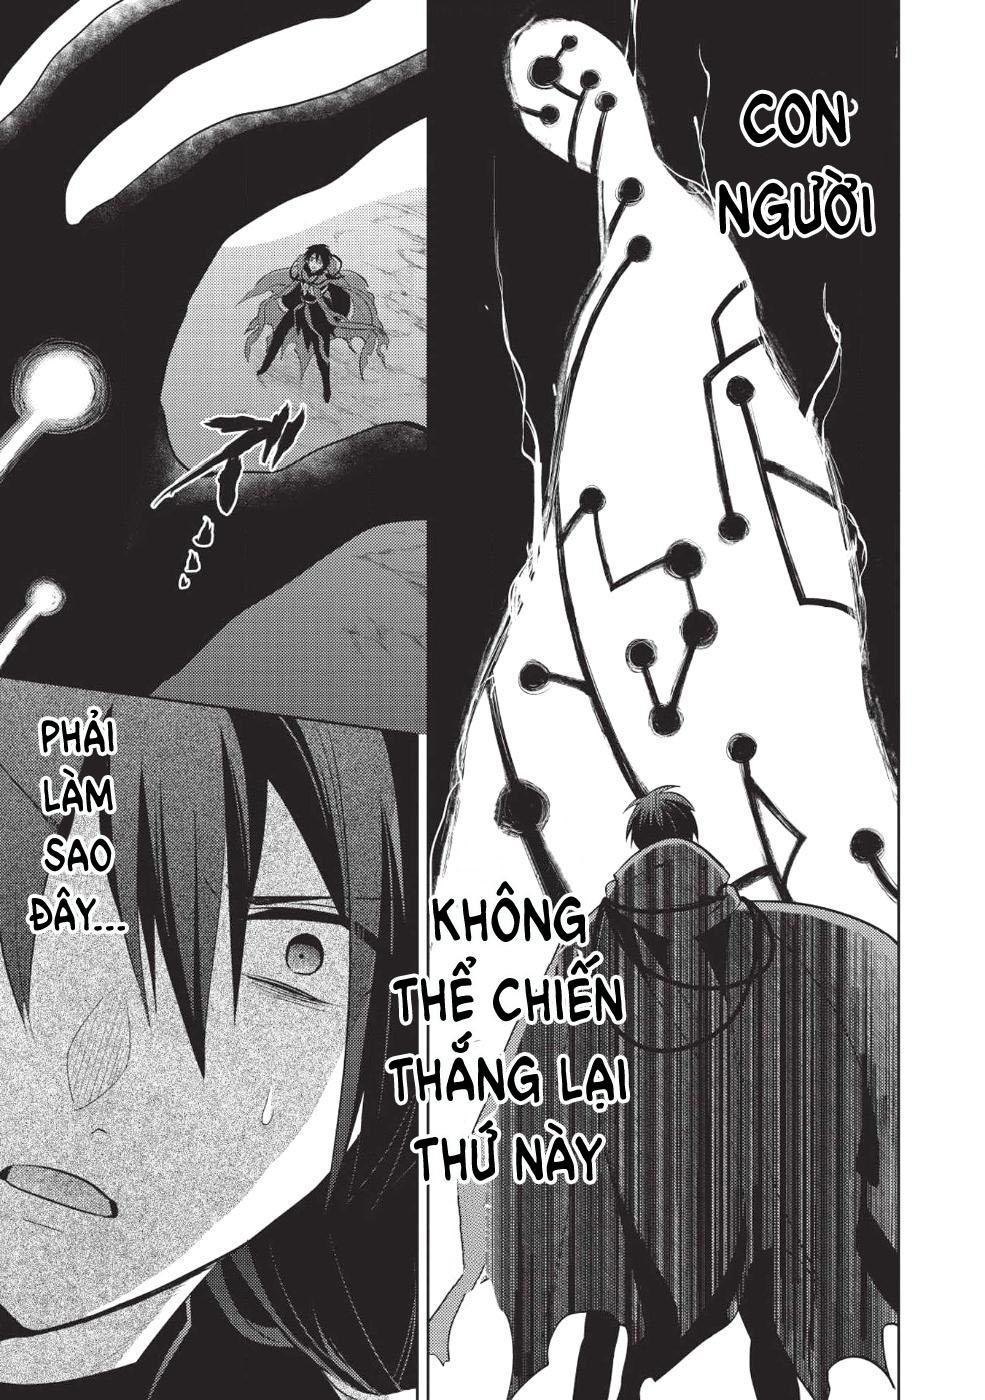 CON
NGƯỜI
KHÔNG
THỂ CHIẾN
THẮNG LẠI
THỨ NÀY
PHẢI
LÀM
SAO
ĐÂY...